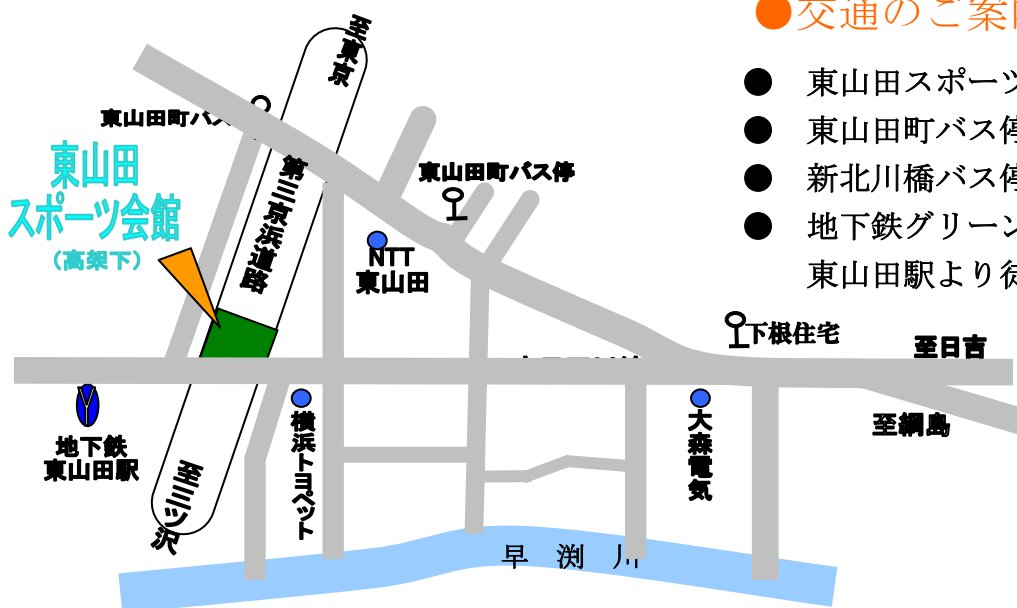 ●交通のご案
● 東山田スポーツ
● 東山田町バス停
● 新北川橋バス停
● 地下鉄グリーン
東山田駅より徒
至東京
東山田町バス
東山田
スポーツ会館
(高架下)
第三京浜道路
東山田町バス停
NTT
東山田
下根住宅
至日吉
至綱島
地下鉄
東山田駅
横浜トヨペット
大森電気
至三ツ沢
早渕川